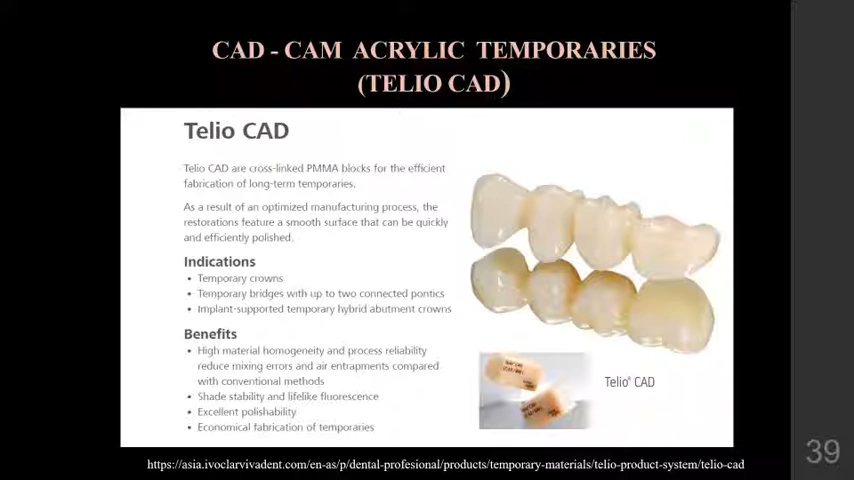 CAD - CAM ACRYLIC TEMPORARIES
(TELIO CAD)
Telio CAD
Telio CAD are cross-linked PMMA blocks for the efficient
fabrication of long-term temporaries.
As a result of an optimized manufacturing process, the
restorations feature a smooth surface that can be quickly
and efficiently polished.
Indications
• Temporary crowns
• Temporary bridges with up to two connected pontics
• Implant-supported temporary hybrid abutment crowns
Benefits
• High material homogeneity and process reliability
reduce mixing errors and air entrapments compared
with conventional methods
• Shade stability and lifelike fluorescence
• Excellent polishability
• Economical fabrication of temporaries
Telio® CAD
https://asia.ivoclarvivadent.com/en-as/p/dental-profesional/products/temporary-materials/telio-product-system/telio-cad
39